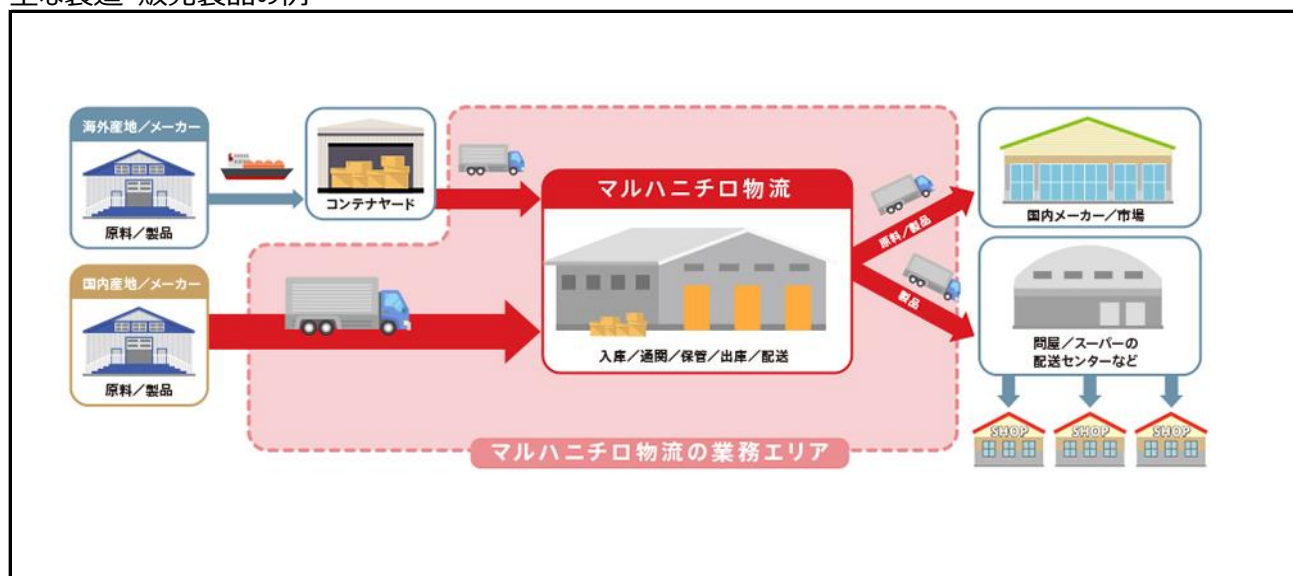 海外産地／メーカー
原料／製品
コンテナヤード
国内産地／メーカー
原料／製品
マルハニチロ物流
入庫／通関／保管／出庫／配送
原料／製品
製品
国内メーカー／市場
問屋／スーパーの
配送センターなど
SHOP
SHOP
SHOP
マルハニチロ物流の業務エリア